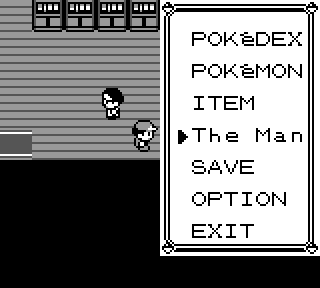 POKéDEX
POKéMON
ITEM
The Man
SAVE
OPTION
EXIT